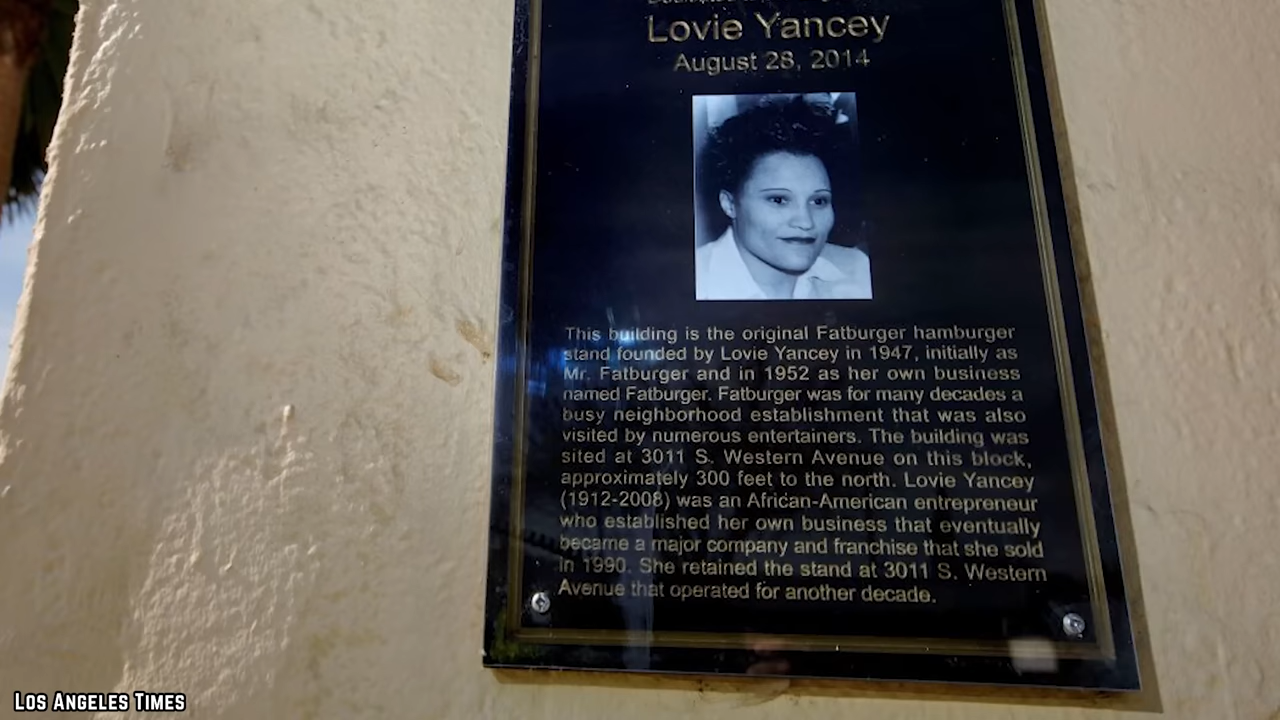 Lovie Yancey
August 28, 2014
This building is the original Fatburger hamburger
stand founded by Lovie Yancey in 1947, initially as
Mr. Fatburger and in 1952 as her own business
named Fatburger. Fatburger was for many decades a
busy neighborhood establishment that was also
visited by numerous entertainers. The building was
sited at 3011 S. Western Avenue on this block,
approximately 300 feet to the north. Lovie Yancey
(1912-2008) was an African-American entrepreneur
who established her own business that eventually
became a major company and franchise that she sold
in 1990. She retained the stand at 3011 S. Western
Avenue that operated for another decade.
Los Angeles Times